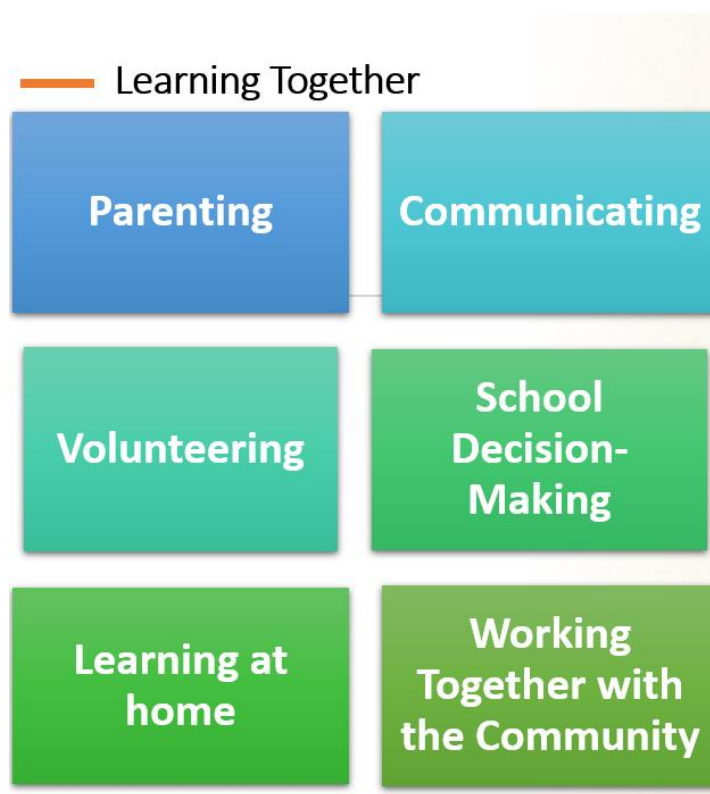 Learning Together
Parenting
Communicating
Volunteering
School
Decision-
Making
Learning at
home
Working
Together with
the Community